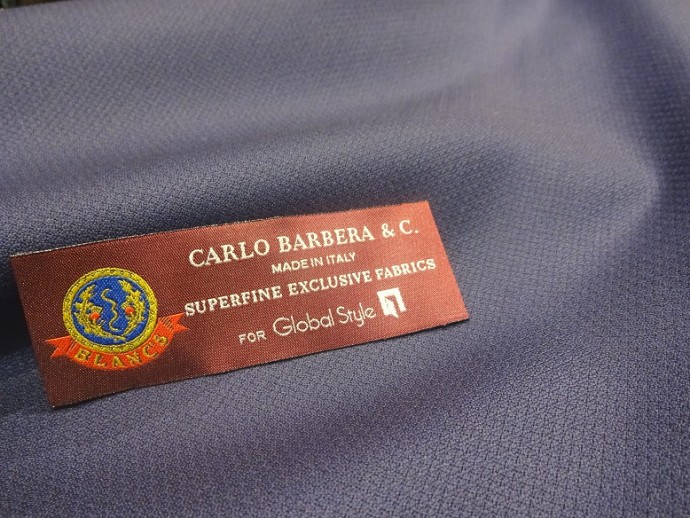 CARLO BARBERA & C.
MADE IN ITALY
SUPERFINE EXCLUSIVE FABRICS
FOR Global Style
BLANCS